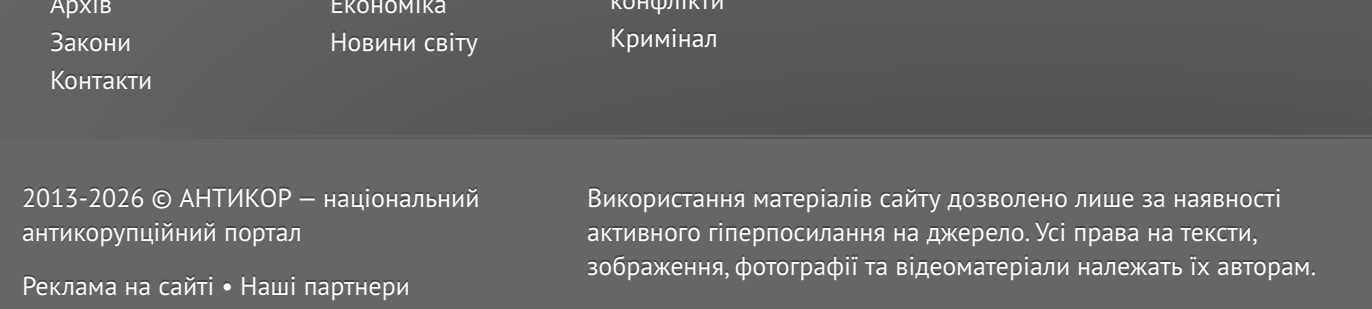 Архів
Закони
Контакти
Економіка
Новини світу
конфлікти
Кримінал
2013-2026 © АНТИКОР — національний
антикорупційний портал
Реклама на сайті • Наші партнери
Використання матеріалів сайту дозволено лише за наявності
активного гіперпосилання на джерело. Усі права на тексти,
зображення, фотографії та відеоматеріали належать їх авторам.